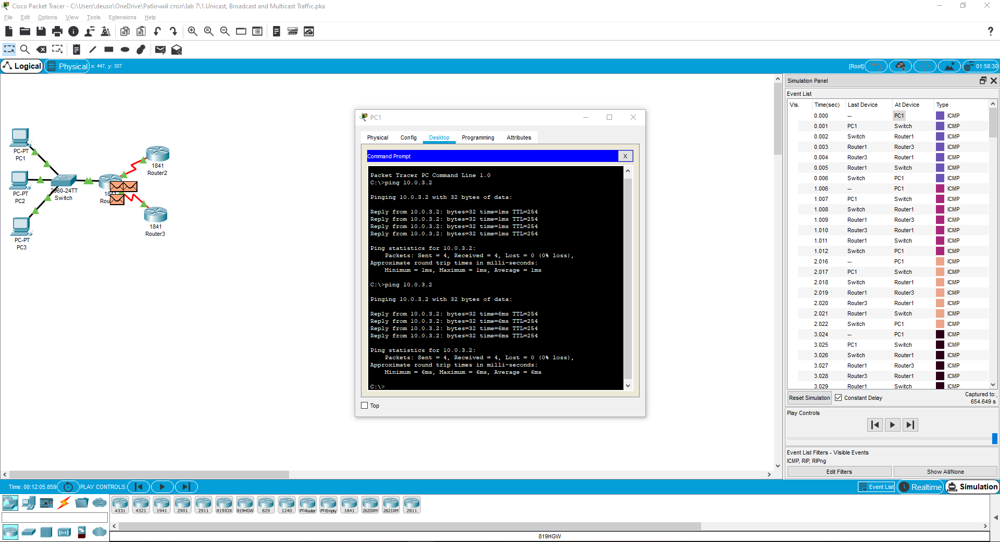 Cisco Packet Tracer - C:\Users\deuso\OneDrive\Рабочий стол\lab 7\1.Unicast, Broadcast and Multicast Traffic.pka
File Edit Options View Tools Extensions Help
?
Logical Physical x: 447, y: 307 [Root] 01:58:30
PC-PT
PC1
PC-PT
PC2
PC-PT
PC3
2960-24TT
Switch
1841
Router2
1841
Router3
PC1
Physical Config Desktop Programming Attributes
Command Prompt X
Packet Tracer PC Command Line 1.0
C:\>ping 10.0.3.2
Pinging 10.0.3.2 with 32 bytes of data:
Reply from 10.0.3.2: bytes=32 time=1ms TTL=254
Reply from 10.0.3.2: bytes=32 time=1ms TTL=254
Reply from 10.0.3.2: bytes=32 time=1ms TTL=254
Reply from 10.0.3.2: bytes=32 time=1ms TTL=254
Ping statistics for 10.0.3.2:
Packets: Sent = 4, Received = 4, Lost = 0 (0% loss),
Approximate round trip times in milli-seconds:
Minimum = 1ms, Maximum = 1ms, Average = 1ms
C:\>ping 10.0.3.2
Pinging 10.0.3.2 with 32 bytes of data:
Reply from 10.0.3.2: bytes=32 time=6ms TTL=254
Reply from 10.0.3.2: bytes=32 time=6ms TTL=254
Reply from 10.0.3.2: bytes=32 time=6ms TTL=254
Reply from 10.0.3.2: bytes=32 time=6ms TTL=254
Ping statistics for 10.0.3.2:
Packets: Sent = 4, Received = 4, Lost = 0 (0% loss),
Approximate round trip times in milli-seconds:
Minimum = 6ms, Maximum = 6ms, Average = 6ms
C:\>
Top
Simulation Panel
Event List
Vis. Time(sec) Last Device At Device Type
0.000 -- PC1 ICMP
0.001 PC1 Switch ICMP
0.002 Switch Router1 ICMP
0.003 Router1 Router3 ICMP
0.004 Router3 Router1 ICMP
0.005 Router1 Switch ICMP
0.006 Switch PC1 ICMP
1.006 -- PC1 ICMP
1.007 PC1 Switch ICMP
1.008 Switch Router1 ICMP
1.009 Router1 Router3 ICMP
1.010 Router3 Router1 ICMP
1.011 Router1 Switch ICMP
1.012 Switch PC1 ICMP
2.016 -- PC1 ICMP
2.017 PC1 Switch ICMP
2.018 Switch Router1 ICMP
2.019 Router1 Router3 ICMP
2.020 Router3 Router1 ICMP
2.021 Router1 Switch ICMP
2.022 Switch PC1 ICMP
3.024 -- PC1 ICMP
3.025 PC1 Switch ICMP
3.026 Switch Router1 ICMP
3.027 Router1 Router3 ICMP
3.028 Router3 Router1 ICMP
3.029 Router1 Switch ICMP
Reset Simulation Constant Delay Captured to:
654.649 s
Play Controls
Event List Filters - Visible Events
ICMP, RIP, RIPng
Edit Filters Show All/None
Time: 00:12:05.859 PLAY CONTROLS: Event List Realtime Simulation
4331 4321 1941 2901 2911 819IOX 819HGW 829 1240 PT-Router PT-Empty 1841 2620XM 2621XM 2811
819HGW